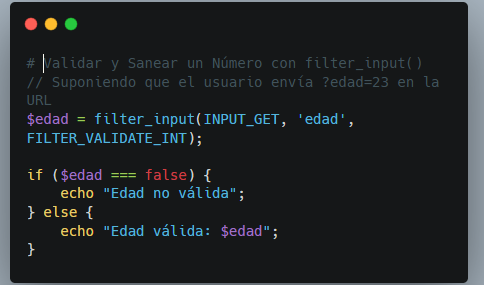 # Validar y Sanear un Número con filter_input()
// Suponiendo que el usuario envía ?edad=23 en la
URL
$edad = filter_input(INPUT_GET, 'edad',
FILTER_VALIDATE_INT);
if ($edad === false) {
    echo "Edad no válida";
} else {
    echo "Edad válida: $edad";
}